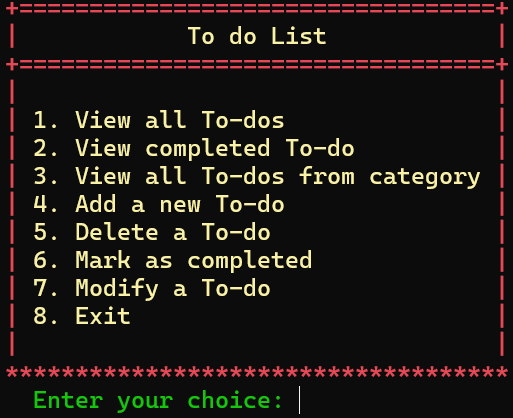 +==================================+
| To do List |
+==================================+
|                                  |
| 1. View all To-dos |
| 2. View completed To-do |
| 3. View all To-dos from category |
| 4. Add a new To-do |
| 5. Delete a To-do |
| 6. Mark as completed |
| 7. Modify a To-do |
| 8. Exit |
|                                  |
************************************
Enter your choice: